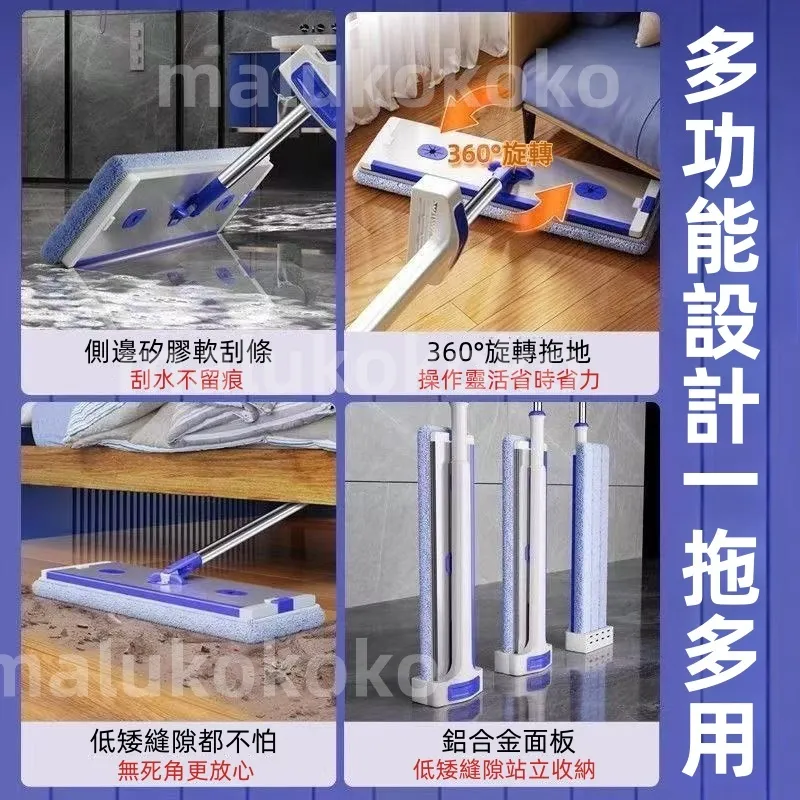 malukokoko
360°旋轉
側邊矽膠軟刮條
刮水不留痕
360°旋轉拖地
操作靈活省時省力
malukokoko
低矮縫隙都不怕
無死角更放心
鋁合金面板
低矮縫隙站立收納
malukokoko
多功能設計一拖多用